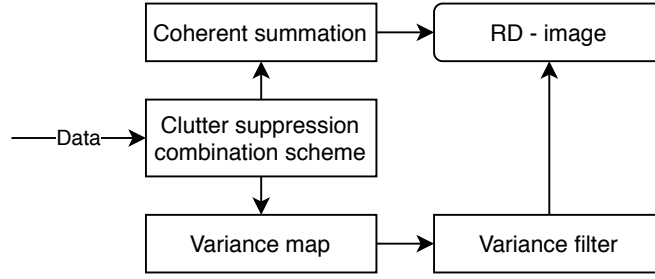 Coherent summation
RD - image
Data
Clutter suppression
combination scheme
Variance map
Variance filter